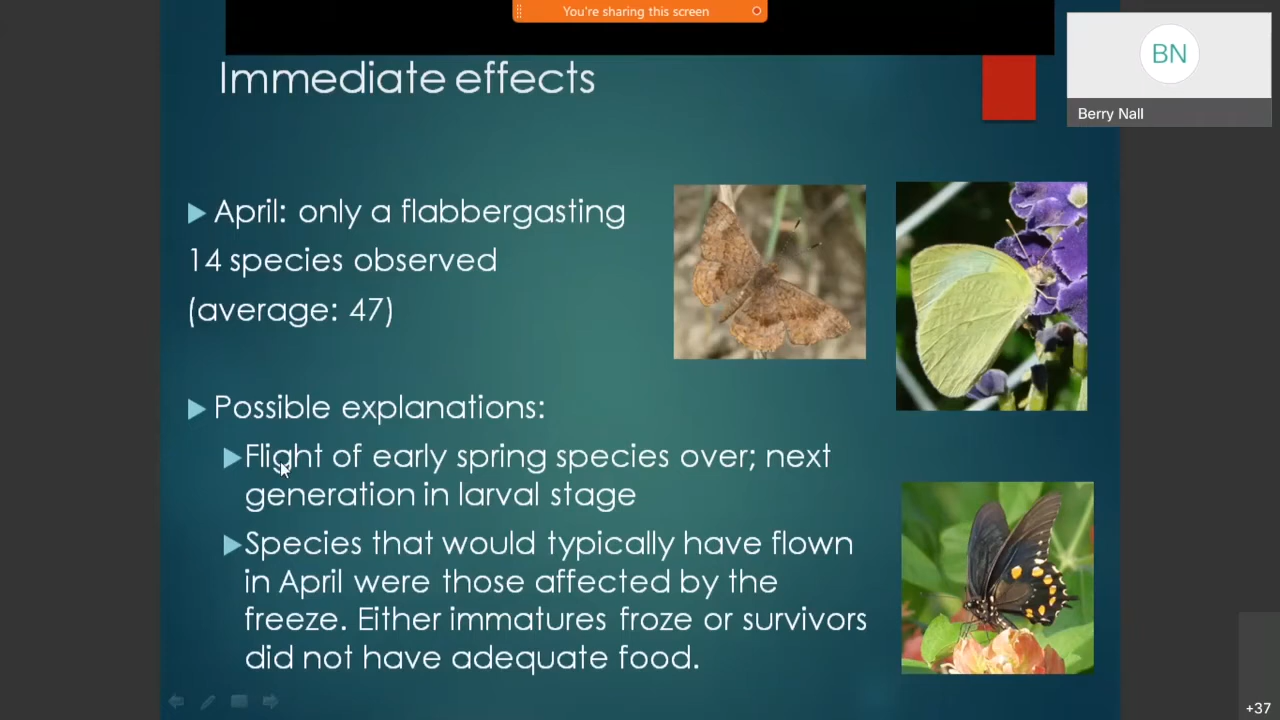 You're sharing this screen
BN
Berry Nall
Immediate effects
April: only a flabbergasting
14 species observed
(average: 47)
Possible explanations:
Flight of early spring species over; next
generation in larval stage
Species that would typically have flown
in April were those affected by the
freeze. Either immatures froze or survivors
did not have adequate food.
+37